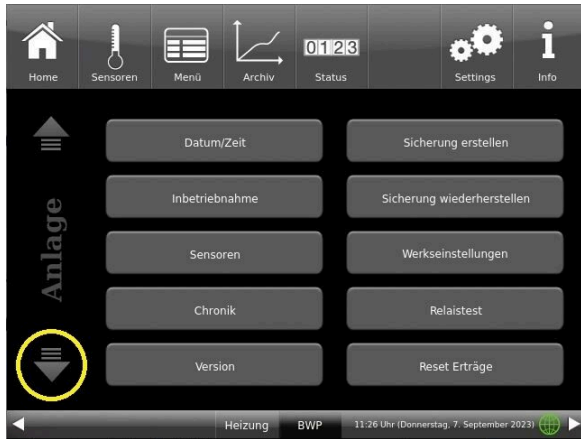 Home
Sensoren
Menü
Archiv
0123
Status
Settings
i
Info
Anlage
Datum/Zeit
Sicherung erstellen
Inbetriebnahme
Sicherung wiederherstellen
Sensoren
Werkseinstellungen
Chronik
Relaistest
Version
Reset Erträge
Heizung BWP 11:26 Uhr (Donnerstag, 7. September 2023)